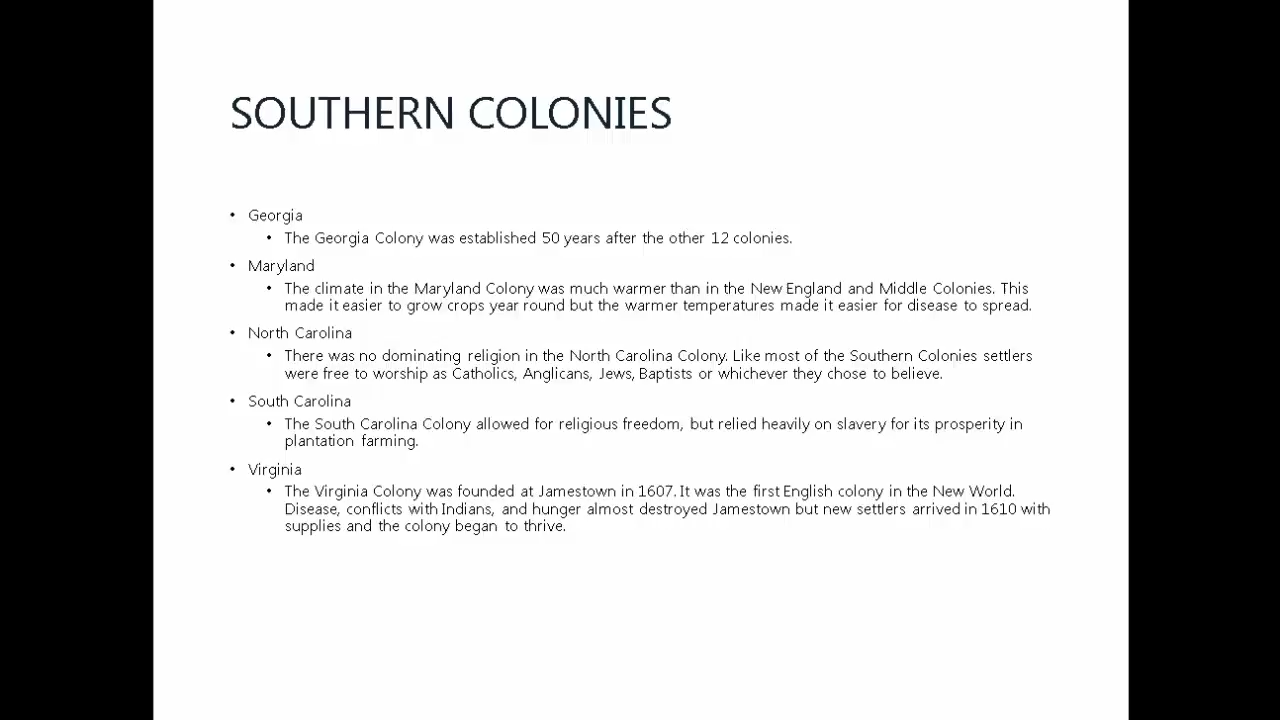 SOUTHERN COLONIES
• Georgia
• The Georgia Colony was established 50 years after the other 12 colonies.
• Maryland
• The climate in the Maryland Colony was much warmer than in the New England and Middle Colonies. This
made it easier to grow crops year round but the warmer temperatures made it easier for disease to spread.
• North Carolina
• There was no dominating religion in the North Carolina Colony. Like most of the Southern Colonies settlers
were free to worship as Catholics, Anglicans, Jews, Baptists or whichever they chose to believe.
• South Carolina
• The South Carolina Colony allowed for religious freedom, but relied heavily on slavery for its prosperity in
plantation farming.
• Virginia
• The Virginia Colony was founded at Jamestown in 1607. It was the first English colony in the New World.
Disease, conflicts with Indians, and hunger almost destroyed Jamestown but new settlers arrived in 1610 with
supplies and the colony began to thrive.